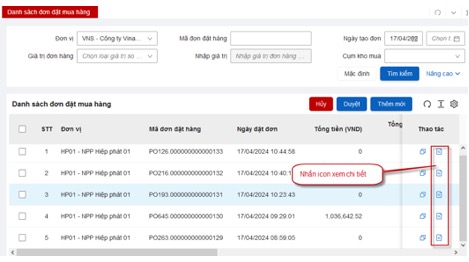 Danh sách đơn đặt mua hàng
Đơn vị VNS - Công ty Vina... Mã đơn đặt hàng Ngày tạo đơn 17/04/202 Chọn t.
Giá trị đơn hàng Chọn loại giá trị so ... Nhập giá trị Nhập giá trị đơn hàng ... Cụm kho mua
Mặc định Tìm kiếm Nâng cao
Danh sách đơn đặt mua hàng Hủy Duyệt Thêm mới
STT Đơn vị Mã đơn đặt hàng Ngày đặt đơn Tổng tiền (VND) Tổng Thao tác
1 HP01 - NPP Hiệp phát 01 PO126.000000000000133 17/04/2024 10:44:58 0
2 HP01 - NPP Hiệp phát 01 PO216.000000000000132 17/04/2024 10:40:1
Nhấn icon xem chi tiết
3 HP01 - NPP Hiệp phát 01 PO193.000000000000131 17/04/2024 10:23:43 0
4 HP01 - NPP Hiệp phát 01 PO645.000000000000130 17/04/2024 09:29:01 1,036,642.52
5 HP01 - NPP Hiệp phát 01 PO263.000000000000129 17/04/2024 08:59:05 0